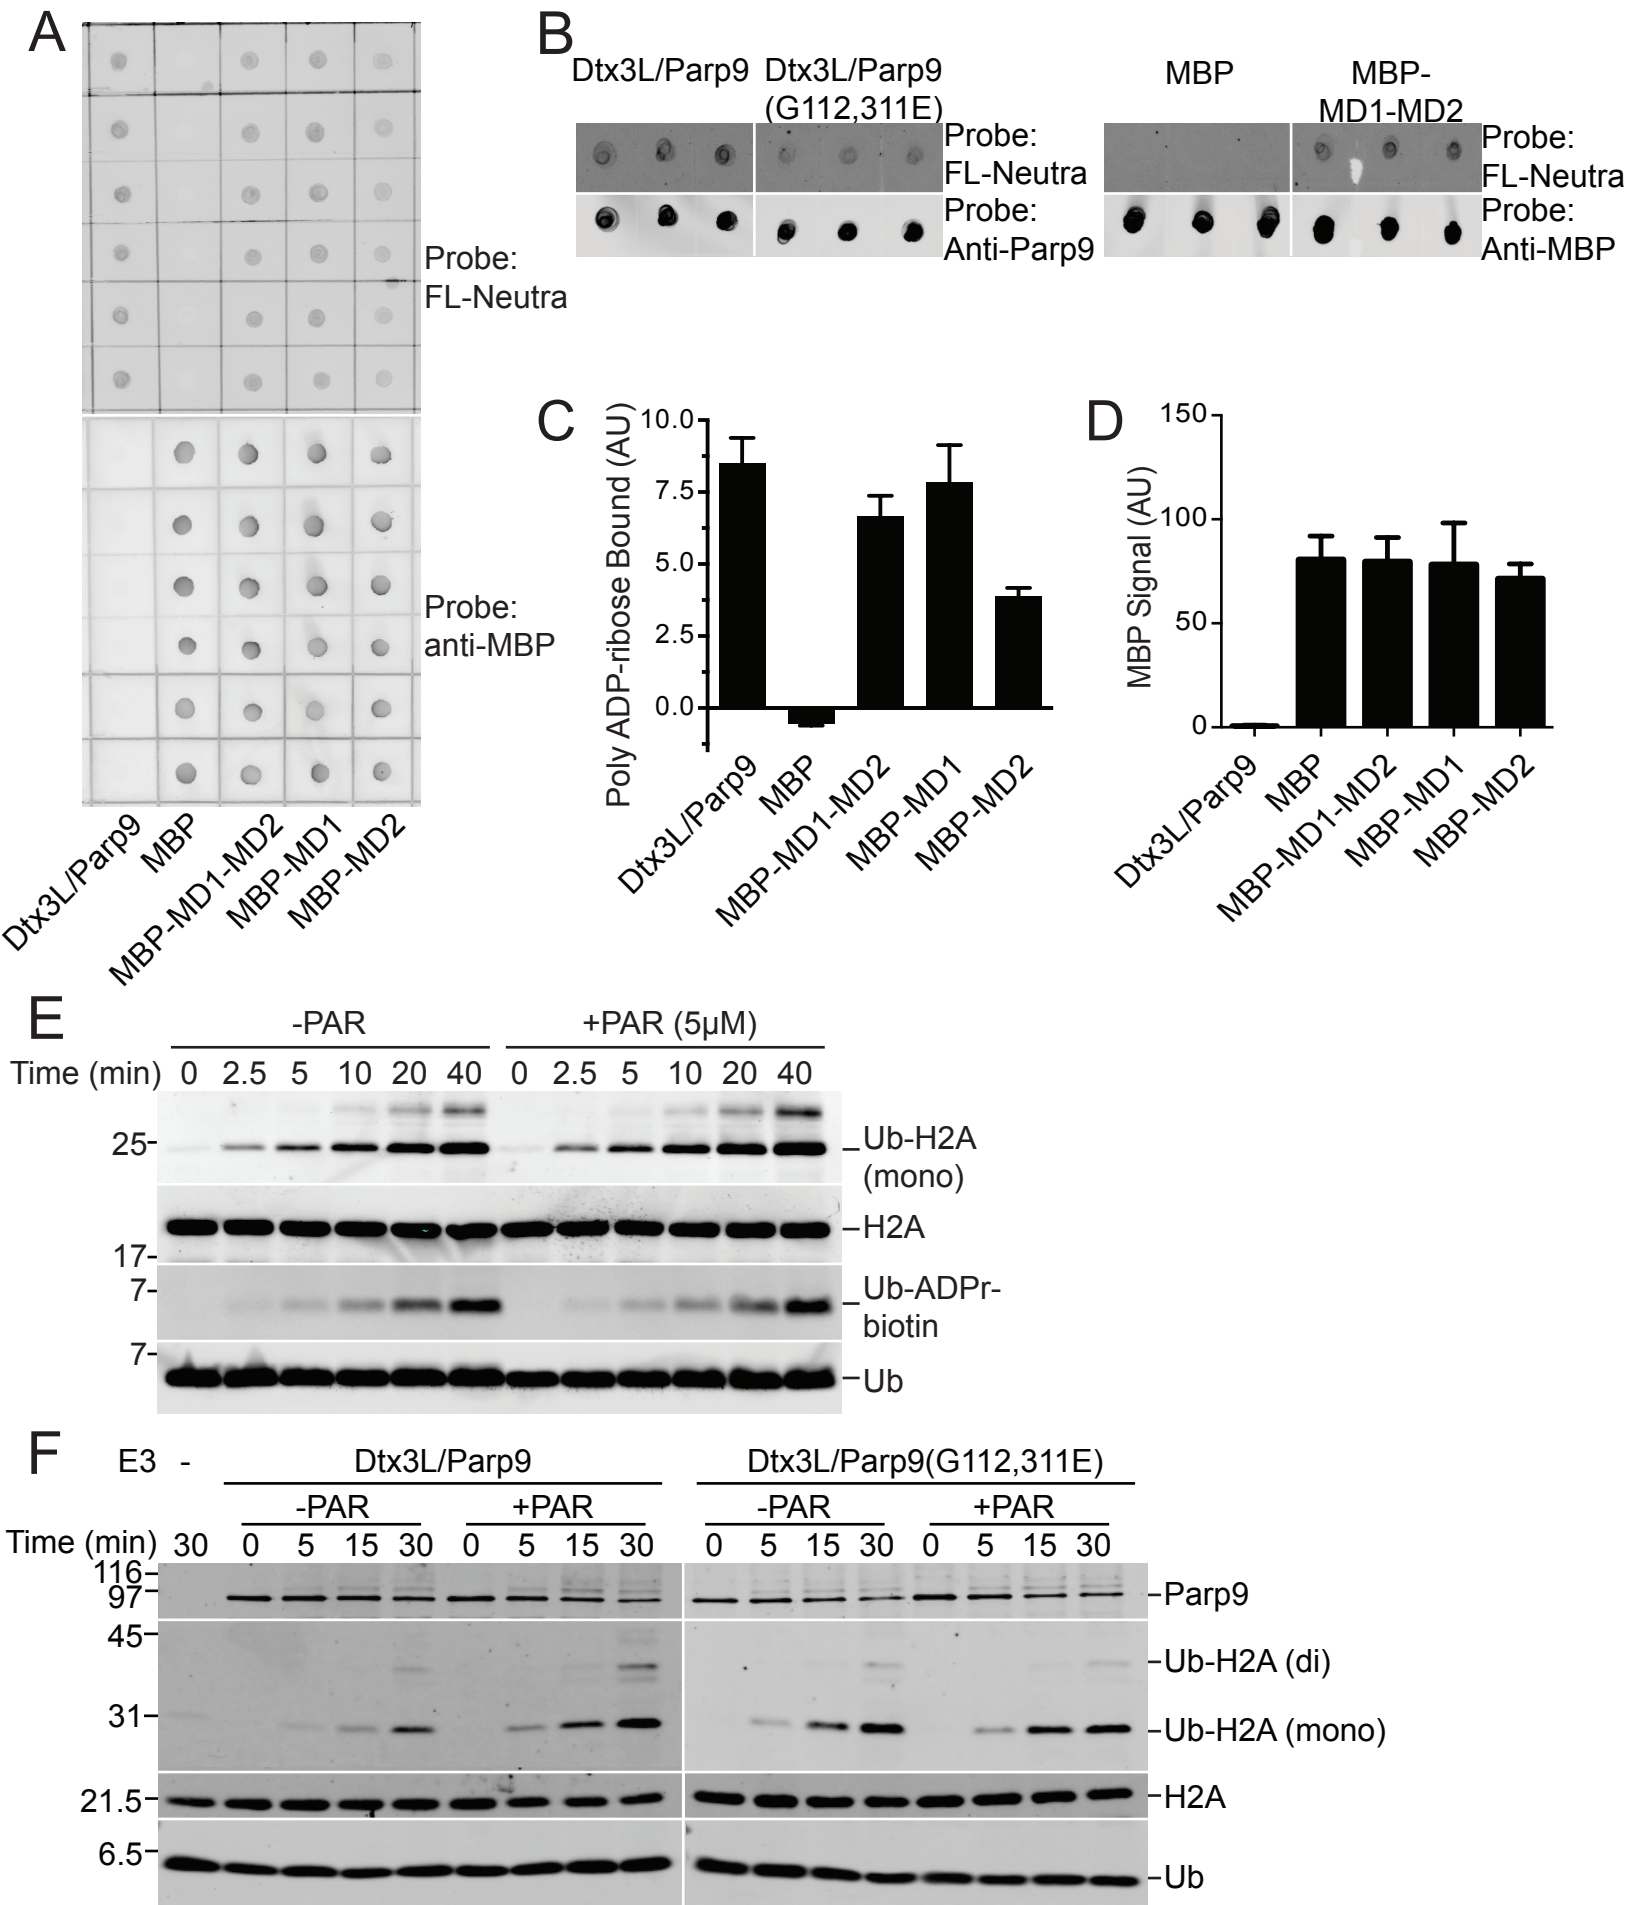 A
Probe:
FL-Neutra
Probe:
anti-MBP
Dtx3L/Parp9
MBP
MBP-MD1-MD2
MBP-MD1
MBP-MD2
B
Dtx3L/Parp9
Dtx3L/Parp9
(G112,311E)
Probe:
FL-Neutra
Probe:
Anti-Parp9
MBP
MBP-
MD1-MD2
Probe:
FL-Neutra
Probe:
Anti-MBP
C
Poly ADP-ribose Bound (AU)
10.0
7.5
5.0
2.5
0.0
Dtx3L/Parp9
MBP
MBP-MD1-MD2
MBP-MD1
MBP-MD2
D
MBP Signal (AU)
150
100
50
0
Dtx3L/Parp9
MBP
MBP-MD1-MD2
MBP-MD1
MBP-MD2
E
-PAR +PAR (5µM)
Time (min) 0 2.5 5 10 20 40 0 2.5 5 10 20 40
25
Ub-H2A
(mono)
H2A
17
7
Ub-ADPr-
biotin
7
Ub
F
E3 - Dtx3L/Parp9 Dtx3L/Parp9(G112,311E)
-PAR +PAR -PAR +PAR
Time (min) 30 0 5 15 30 0 5 15 30 0 5 15 30 0 5 15 30
116
97
Parp9
45
Ub-H2A (di)
31
Ub-H2A (mono)
21.5
H2A
6.5
Ub